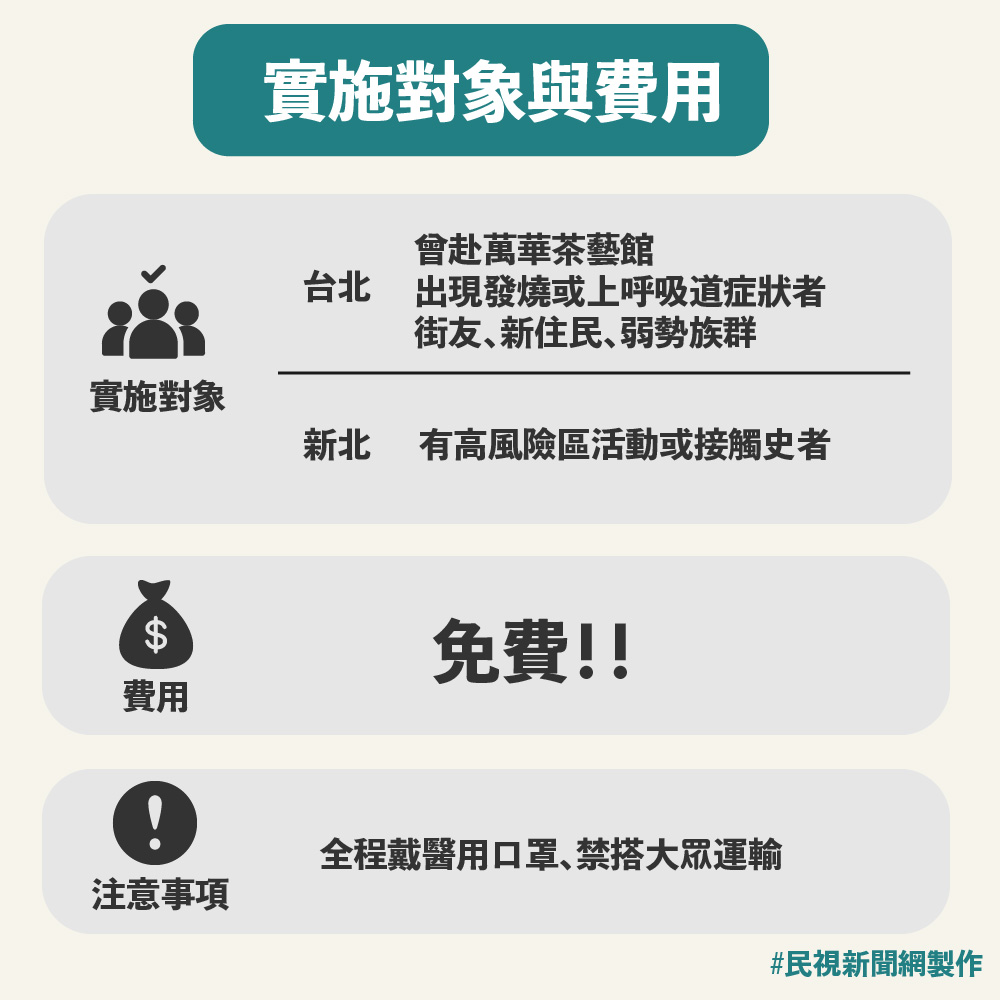 實施對象與費用
實施對象
台北
曾赴萬華茶藝館
出現發燒或上呼吸道症狀者
街友、新住民、弱勢族群
新北
有高風險區活動或接觸史者
$
費用
免費!!
注意事項
全程戴醫用口罩、禁搭大眾運輸
#民視新聞網製作